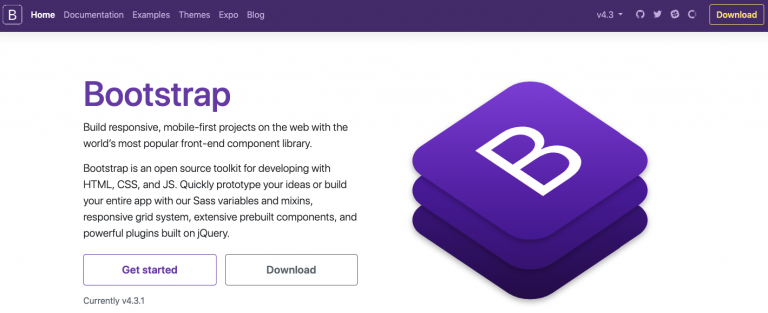 B Home Documentation Examples Themes Expo Blog v4.3 Download
Bootstrap
Build responsive, mobile-first projects on the web with the
world’s most popular front-end component library.
Bootstrap is an open source toolkit for developing with
HTML, CSS, and JS. Quickly prototype your ideas or build
your entire app with our Sass variables and mixins,
responsive grid system, extensive prebuilt components, and
powerful plugins built on jQuery.
Get started Download
Currently v4.3.1
B